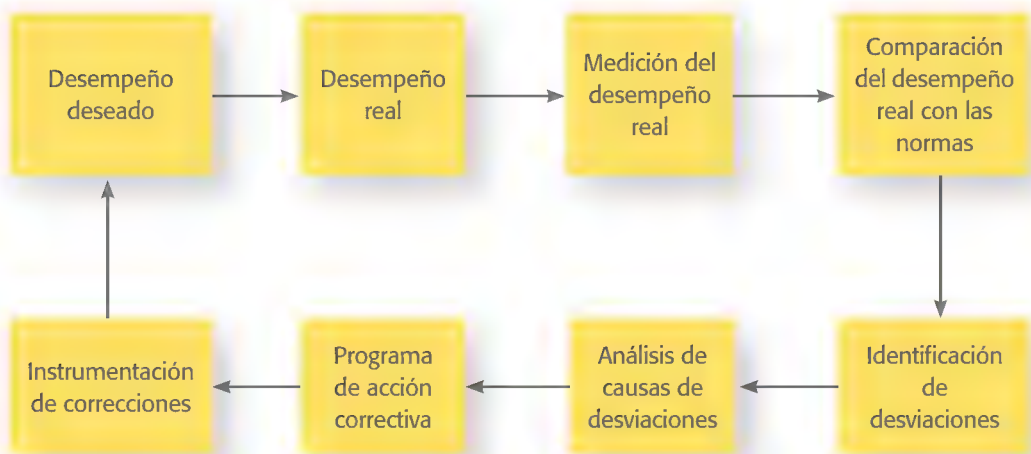 Desempeño
deseado
Desempeño
real
Medición del
desempeño
real
Comparación
del desempeño
real con las
normas
Identificación
de
desviaciones
Análisis de
causas de
desviaciones
Programa
de acción
correctiva
Instrumentación
de correcciones